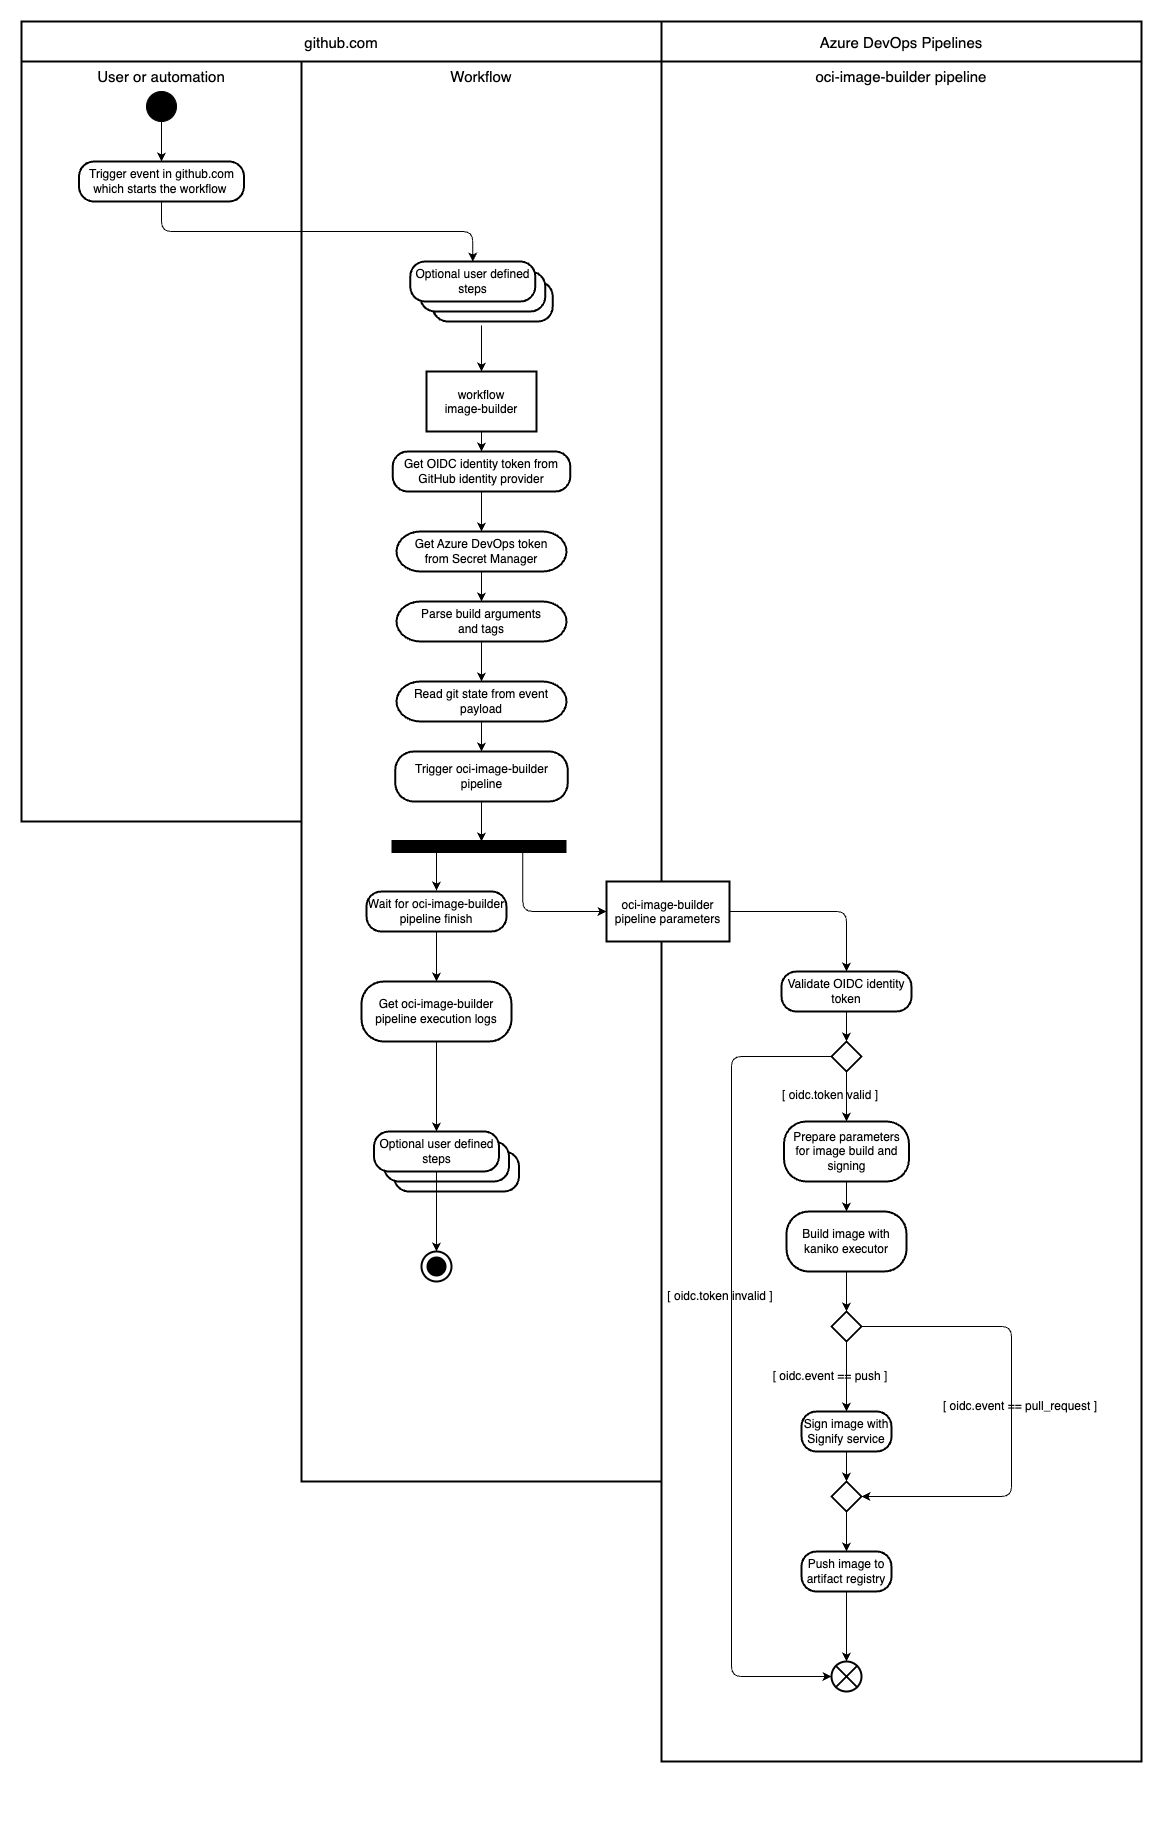 github.com
Azure DevOps Pipelines
User or automation
Workflow
oci-image-builder pipeline
Trigger event in github.com
which starts the workflow
Optional user defined
steps
workflow
image-builder
Get OIDC identity token from
GitHub identity provider
Get Azure DevOps token
from Secret Manager
Parse build arguments
and tags
Read git state from event
payload
Trigger oci-image-builder
pipeline
Wait for oci-image-builder
pipeline finish
oci-image-builder
pipeline parameters
Get oci-image-builder
pipeline execution logs
Optional user defined
steps
Validate OIDC identity
token
[ oidc.token valid ]
Prepare parameters
for image build and
signing
Build image with
kaniko executor
[ oidc.token invalid ]
[ oidc.event == push ]
[ oidc.event == pull_request ]
Sign image with
Signify service
Push image to
artifact registry